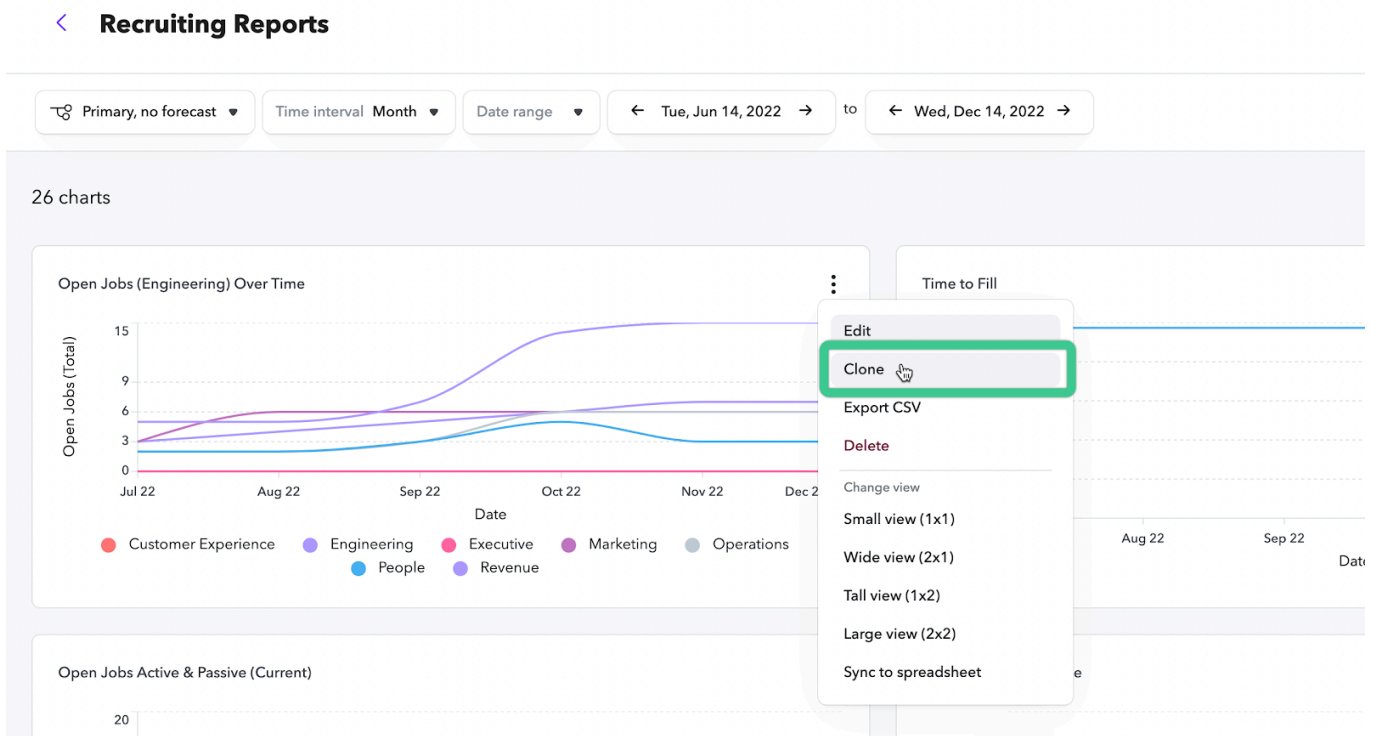 Recruiting Reports
Primary, no forecast
Time interval Month
Date range
Tue, Jun 14, 2022
to
Wed, Dec 14, 2022
26 charts
Open Jobs (Engineering) Over Time
Open Jobs (Total)
15
9
6
3
0
Jul 22 Aug 22 Sep 22 Oct 22 Nov 22 Dec 2
Date
Customer Experience Engineering Executive Marketing Operations
People Revenue
Time to Fill
Edit
Clone
Export CSV
Delete
Change view
Small view (1x1)
Wide view (2x1)
Tall view (1x2)
Large view (2x2)
Sync to spreadsheet
Aug 22 Sep 22
Date
Open Jobs Active & Passive (Current)
20
e